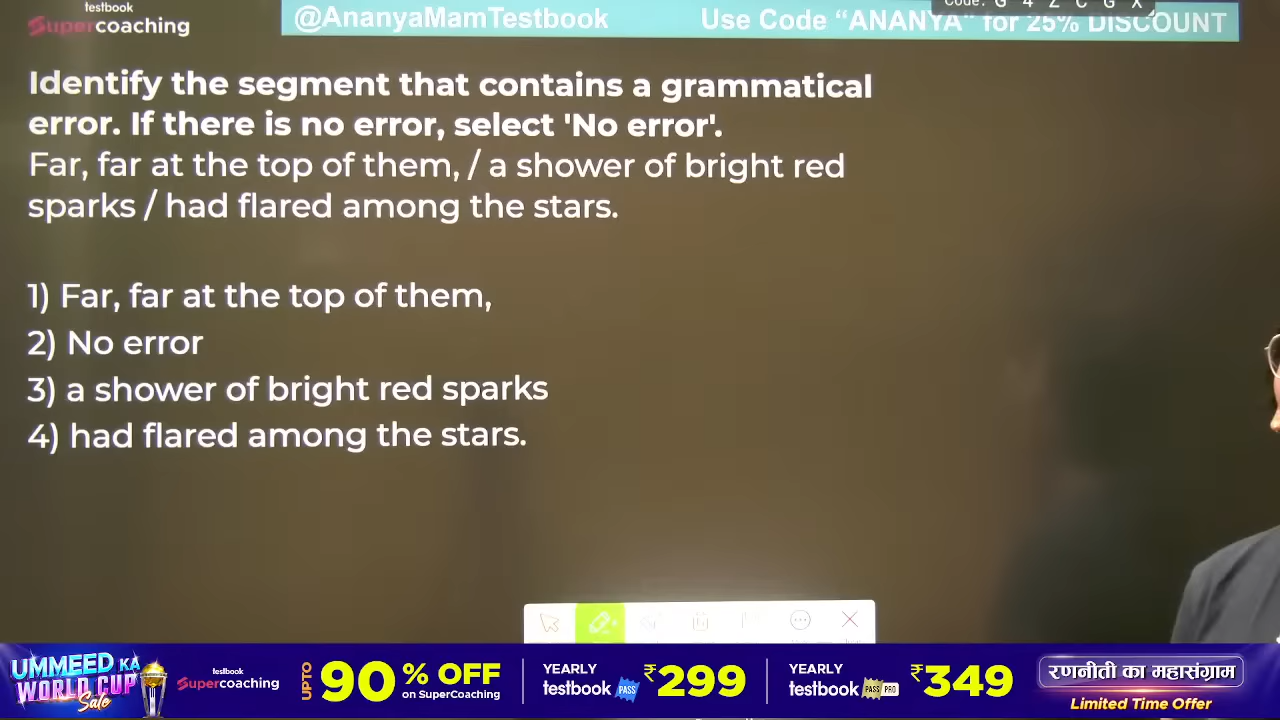 testbook
Supercoaching
@AnanyaMamTestbook
Use Code “ANANYA” for 25% DISCOUNT
Code: G 4 Z C G X
Identify the segment that contains a grammatical
error. If there is no error, select 'No error'.
Far, far at the top of them, / a shower of bright red
sparks / had flared among the stars.
1) Far, far at the top of them,
2) No error
3) a shower of bright red sparks
4) had flared among the stars.
UMMEED KA
WORLD CUP
Sale
testbook
Supercoaching
UPTO
90% OFF
on SuperCoaching
YEARLY
testbook PASS
₹299
YEARLY
testbook PASS PRO
₹349
रणनीती का महासंग्राम
Limited Time Offer